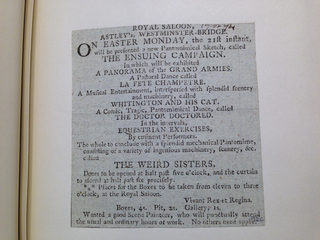 ROYAL SALOON,
ASTLEY's, WESTMINSTER-BRIDGE.
ON EASTER MONDAY, the 21st instant,
will be presented a new Pantomimical Sketch, called
THE ENSUING CAMPAIGN.
In which will be exhibited
A PANORAMA of the GRAND ARMIES.
A Pastoral Dance called
LA FETE CHAMPETRE.
A Musical Entertainment, interspersed with splendid scenery
and machinery, called
WHITINGTON AND HIS CAT.
A Comic, Tragic, Pantomimical Dance, called
THE DOCTOR DOCTORED.
In the intervals,
EQUESTRIAN EXERCISES,
By eminent Performers.
The whole to conclude with a splendid mechanical Pantomime,
consisting of a variety of ingenious machinery, scenery, &c.
called
THE WEIRD SISTERS.
Doors to be opened at half past five o'clock, and the curtain
to ascend at half past six precisely.
*⁎* Places for the Boxes to be taken from eleven to three
o'clock, at the Royal Saloon.
Vivant Rex et Regina.
Boxes, 4s. Pit, 2s. Gallery, 1s.
Wanted a good Scene Painter, who will punctually attend
the usual and ordinary hours of work. No others need